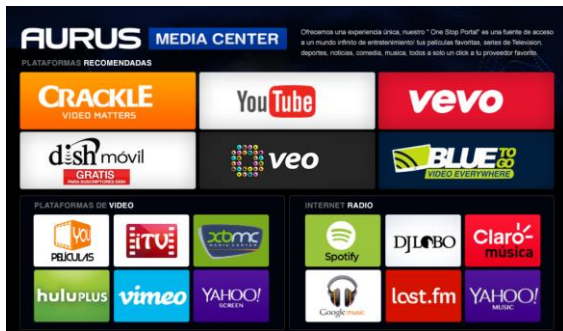 AURUS MEDIA CENTER
Ofrecemos una experiencia única, nuestro " One Stop Portal" es una fuente de acceso
a un mundo infinito de entretenimiento! tus películas favoritas, series de Television,
deportes, noticias, comedia, musica, todos a solo un click a tu proveedor favorito.
PLATAFORMAS RECOMENDADAS
CRACKLE
VIDEO MATTERS
YouTube
vevo
dish móvil
GRATIS
PARA SUSCRIPTORES DISH
veo
BLUE TO GO
VIDEO EVERYWHERE
PLATAFORMAS DE VIDEO
YOU
PELÍCULAS
iTV
xbmc
MEDIA CENTER
huluPLUS
vimeo
YAHOO!
SCREEN
INTERNET RADIO
Spotify
DJLOBO
Claro-
música
Google music
last.fm
YAHOO!
MUSIC